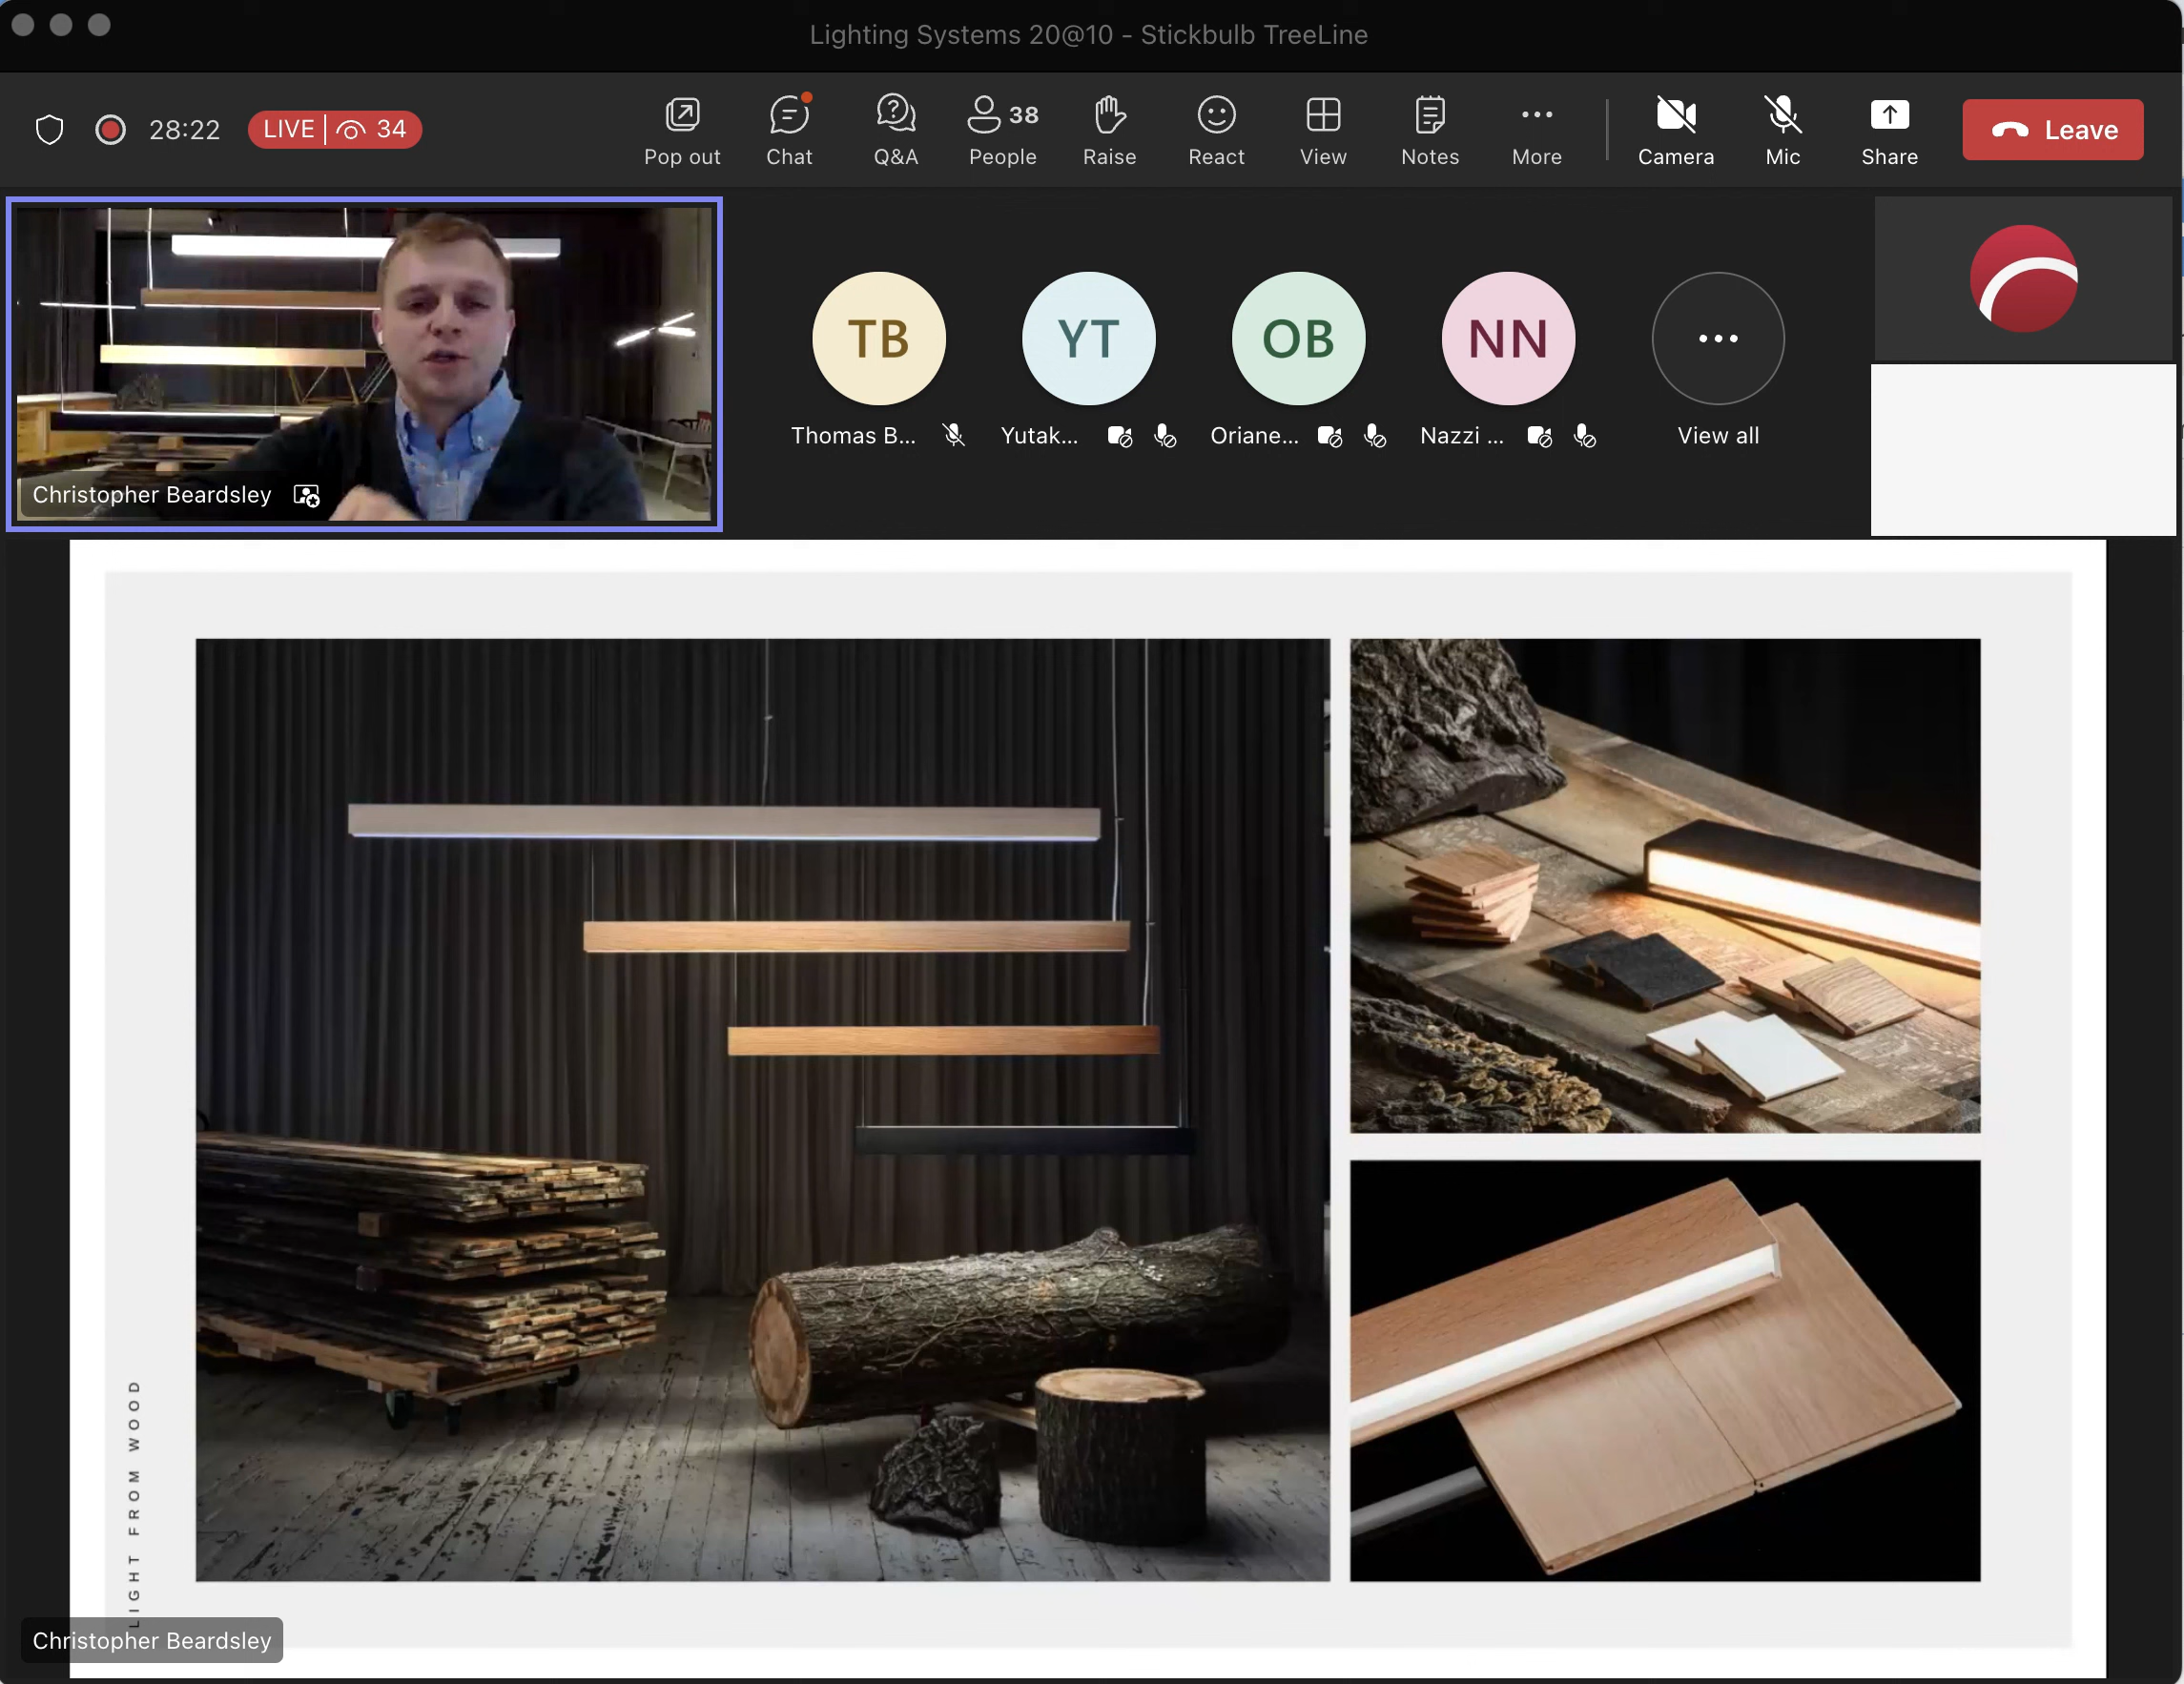 Lighting Systems 20@10 - Stickbulb TreeLine
28:22
LIVE 34
Pop out
Chat
Q&A
38
People
Raise
React
View
Notes
More
Camera
Mic
Share
Leave
TB
YT
OB
NN
Thomas B...
Yutak...
Oriane...
Nazzi ...
View all
Christopher Beardsley
LIGHT FROM WOOD
Christopher Beardsley